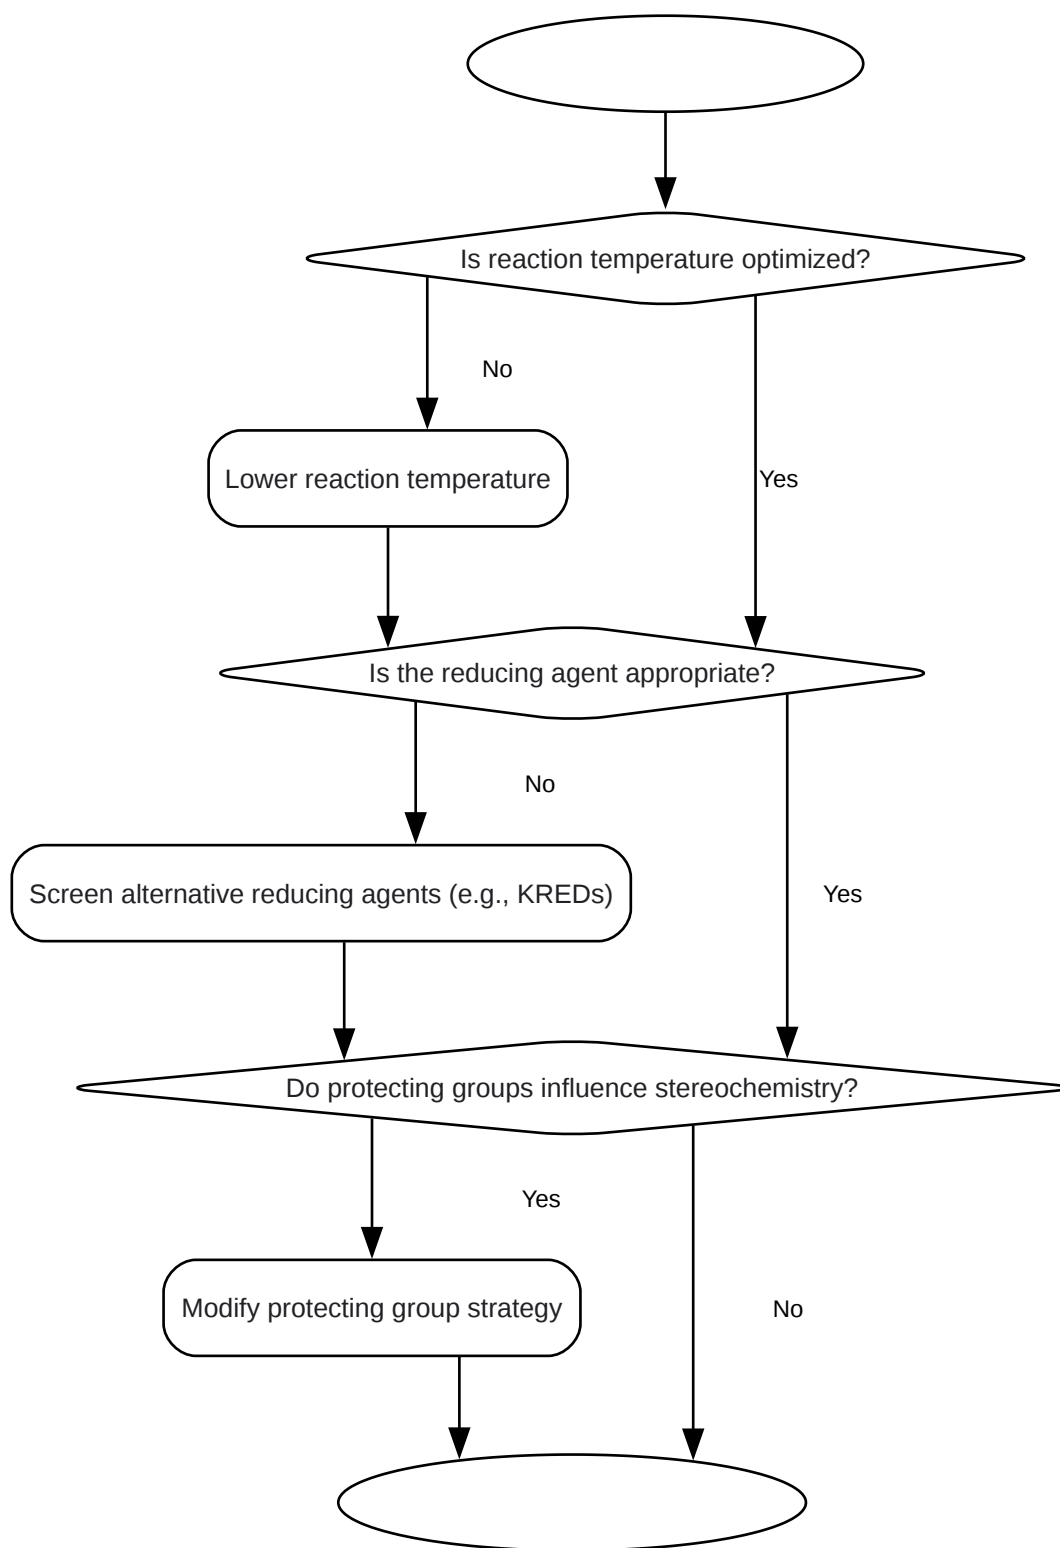 Is reaction temperature optimized?
No
Lower reaction temperature
Yes
Is the reducing agent appropriate?
No
Screen alternative reducing agents (e.g., KREDs)
Yes
Do protecting groups influence stereochemistry?
Yes
Modify protecting group strategy
No